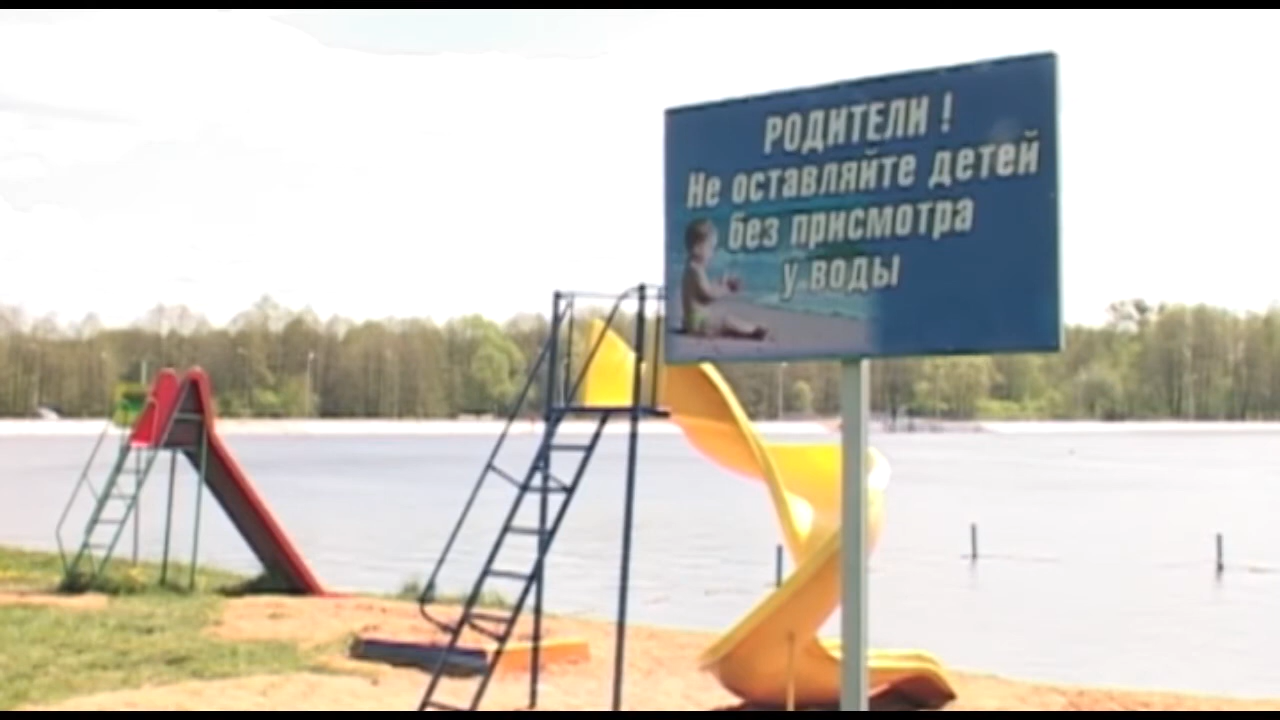 РОДИТЕЛИ !
Не оставляйте детей
без присмотра
у воды